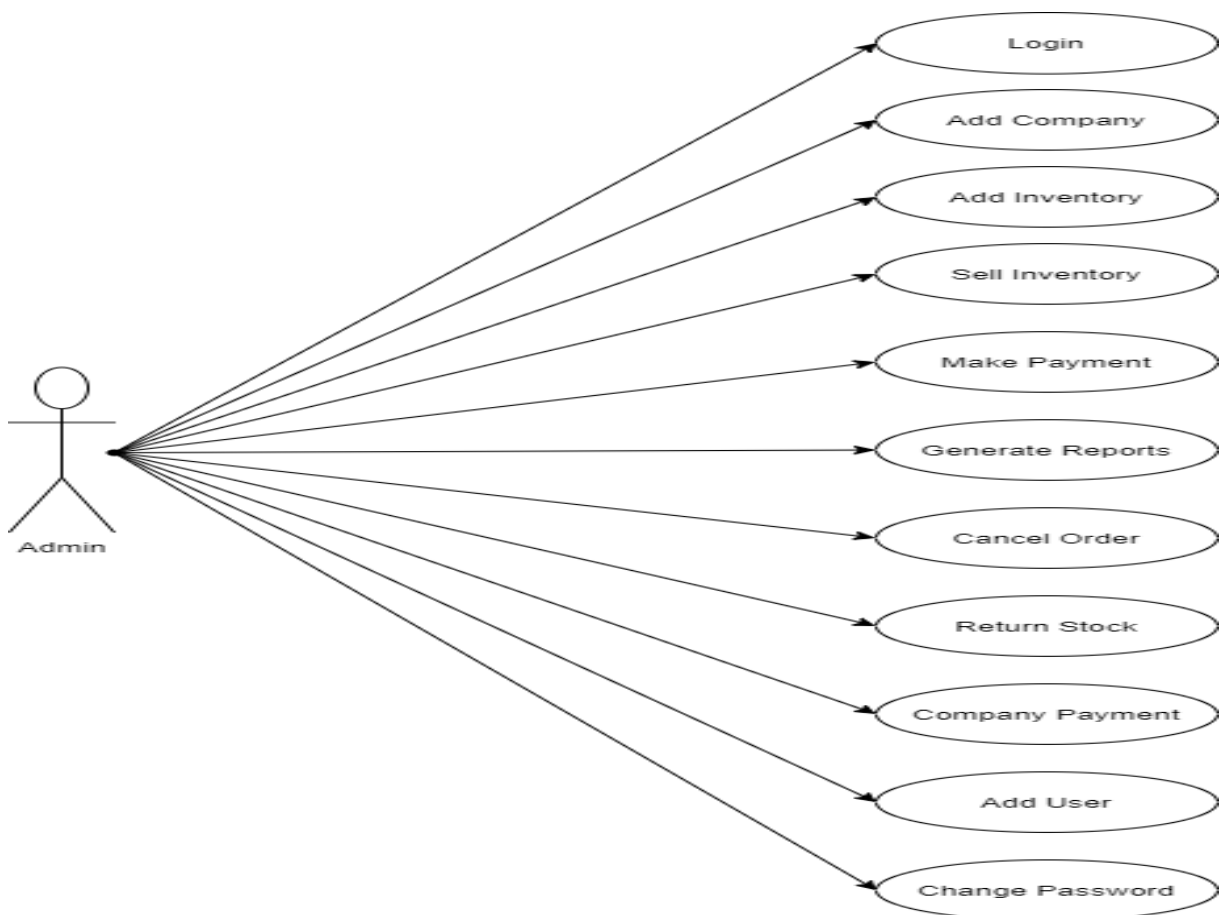 Login
Add Company
Add Inventory
Sell Inventory
Make Payment
Generate Reports
Admin
Cancel Order
Return Stock
Company Payment
Add User
Change Password